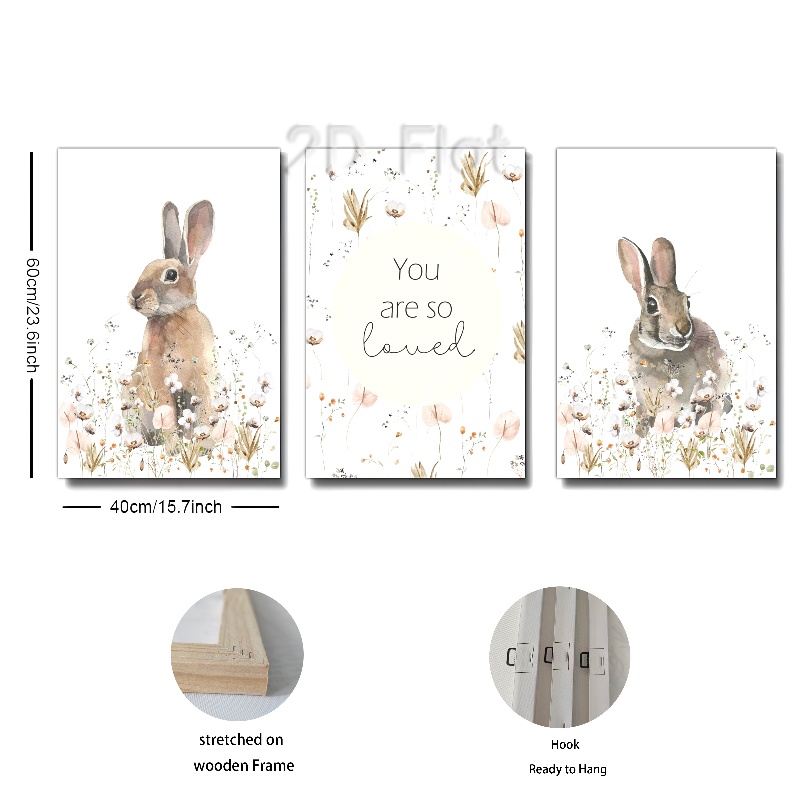 2D Flat
60cm/23.6inch
You
are so
loved
40cm/15.7inch
stretched on
wooden Frame
Hook
Ready to Hang